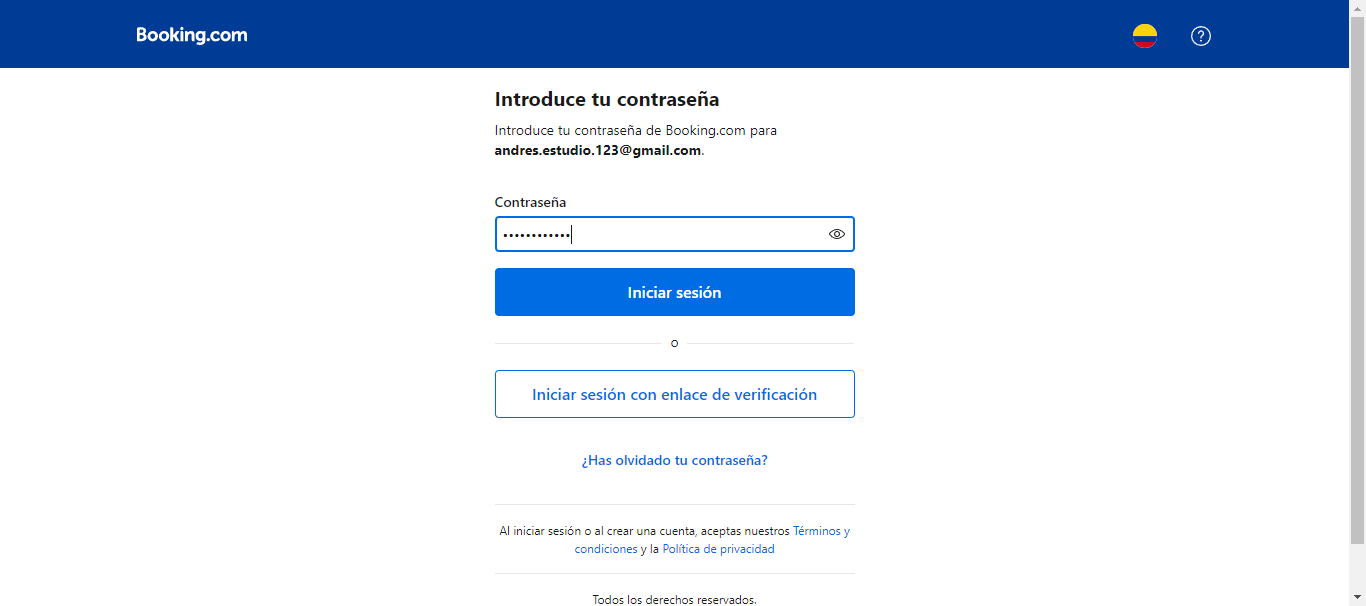 Booking.com
Introduce tu contraseña
Introduce tu contraseña de Booking.com para
andres.estudio.123@gmail.com.
Contraseña
••••••••••••
Iniciar sesión
o
Iniciar sesión con enlace de verificación
¿Has olvidado tu contraseña?
Al iniciar sesión o al crear una cuenta, aceptas nuestros Términos y
condiciones y la Política de privacidad
Todos los derechos reservados.